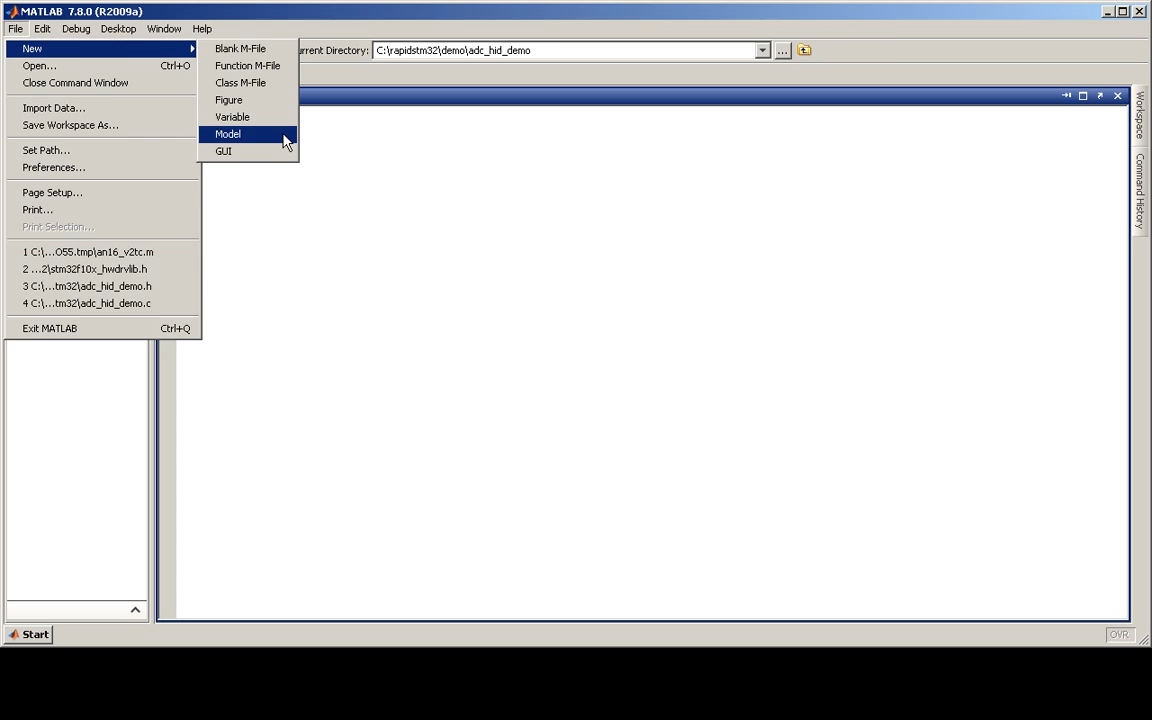 MATLAB 7.8.0 (R2009a)
File Edit Debug Desktop Window Help
New
Open... Ctrl+O
Close Command Window
Import Data...
Save Workspace As...
Set Path...
Preferences...
Page Setup...
Print...
Print Selection...
1 C:\...O55.tmp\an16_v2tc.m
2 ...2\stm32f10x_hwdrvlib.h
3 C:\...tm32\adc_hid_demo.h
4 C:\...tm32\adc_hid_demo.c
Exit MATLAB Ctrl+Q
Blank M-File
Function M-File
Class M-File
Figure
Variable
Model
GUI
rrent Directory: C:\rapidstm32\demo\adc_hid_demo
...
Workspace
Command History
Start
OVR